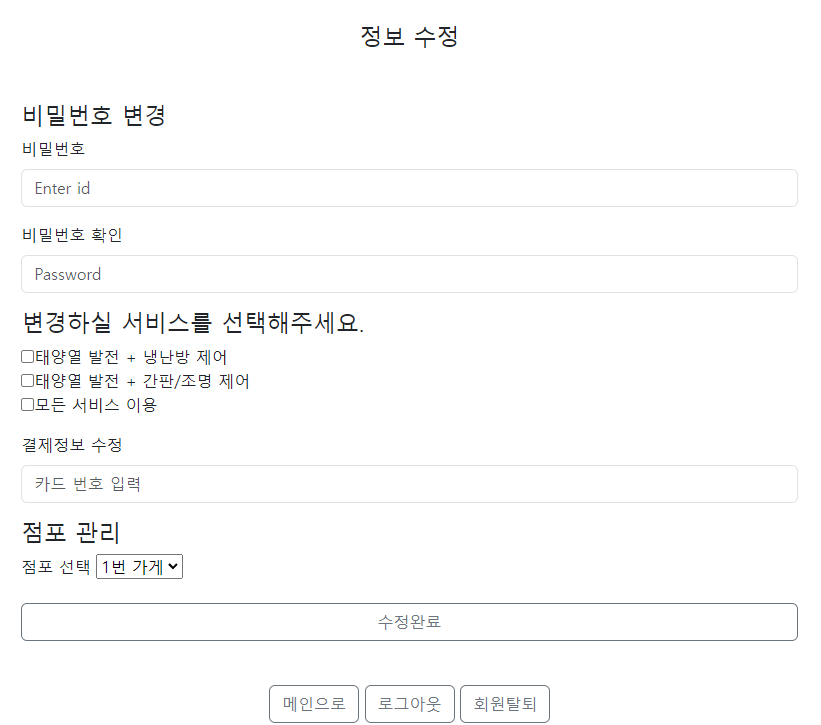 정보 수정
비밀번호 변경
비밀번호
Enter id
비밀번호 확인
Password
변경하실 서비스를 선택해주세요.
태양열 발전 + 냉난방 제어
태양열 발전 + 간판/조명 제어
모든 서비스 이용
결제정보 수정
카드 번호 입력
점포 관리
점포 선택 1번 가게
수정완료
메인으로 로그아웃 회원탈퇴